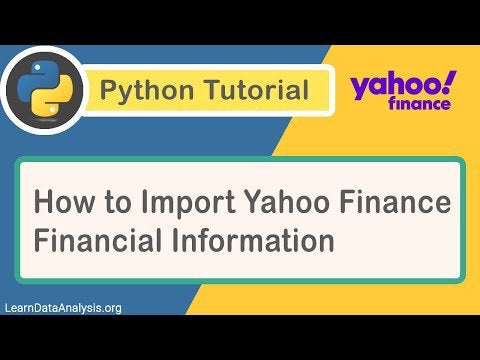 Python Tutorial
yahoo!
finance
How to Import Yahoo Finance
Financial Information
LearnDataAnalysis.org